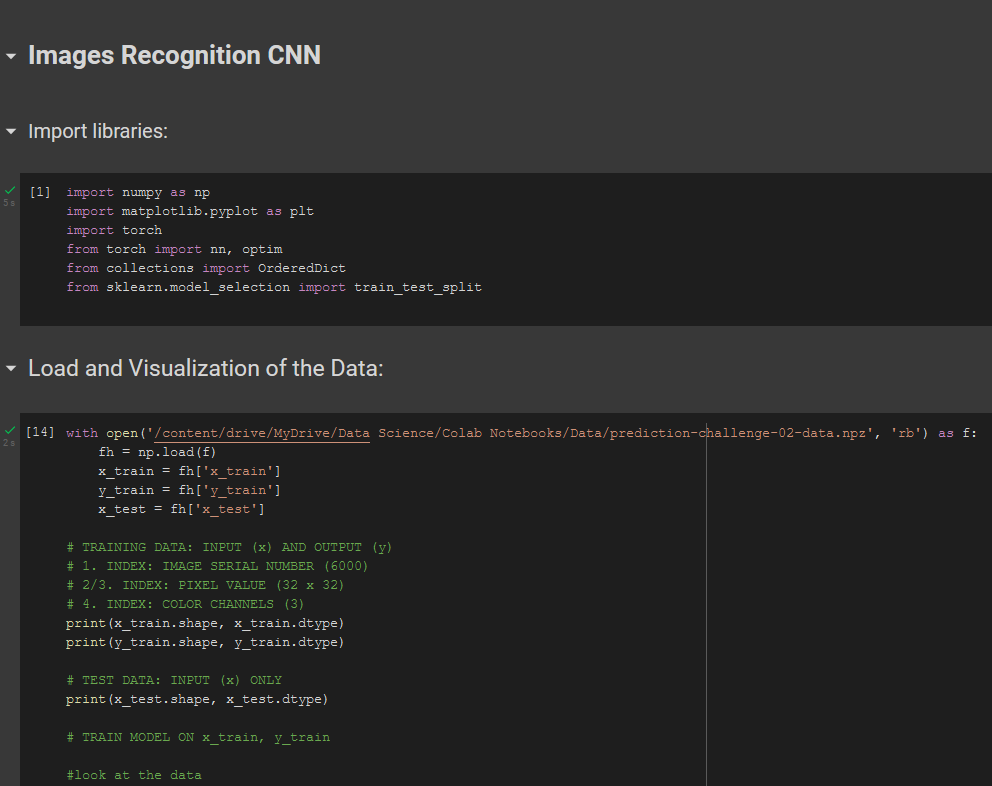 Images Recognition CNN
Import libraries:
[1] import numpy as np
5s
import matplotlib.pyplot as plt
import torch
from torch import nn, optim
from collections import OrderedDict
from sklearn.model_selection import train_test_split
Load and Visualization of the Data:
[14] with open('/content/drive/MyDrive/Data Science/Colab Notebooks/Data/prediction-challenge-02-data.npz', 'rb') as f:
2s
fh = np.load(f)
x_train = fh['x_train']
y_train = fh['y_train']
x_test = fh['x_test']
# TRAINING DATA: INPUT (x) AND OUTPUT (y)
# 1. INDEX: IMAGE SERIAL NUMBER (6000)
# 2/3. INDEX: PIXEL VALUE (32 x 32)
# 4. INDEX: COLOR CHANNELS (3)
print(x_train.shape, x_train.dtype)
print(y_train.shape, y_train.dtype)
# TEST DATA: INPUT (x) ONLY
print(x_test.shape, x_test.dtype)
# TRAIN MODEL ON x_train, y_train
#look at the data